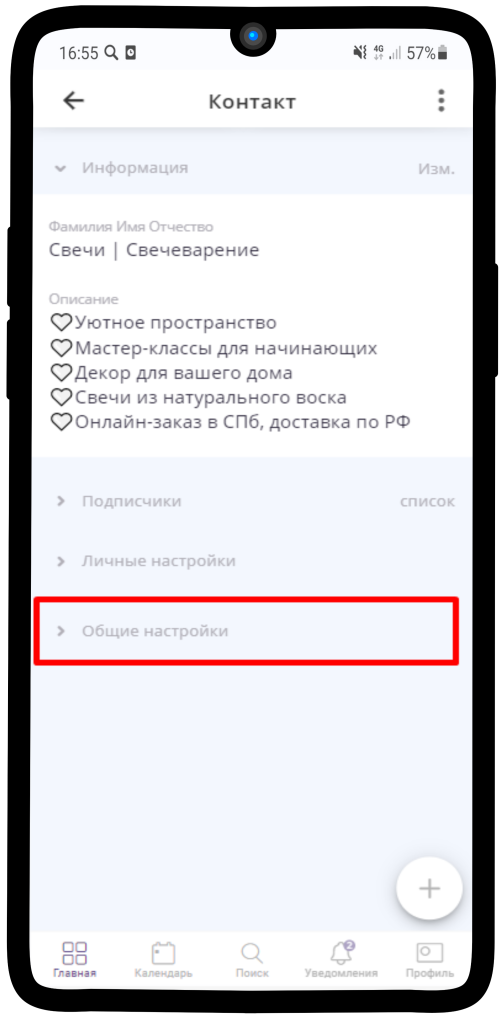 16:55 4G 57%
Контакт
Информация Изм.
Фамилия Имя Отчество
Свечи | Свечеварение
Описание
Уютное пространство
Мастер-классы для начинающих
Декор для вашего дома
Свечи из натурального воска
Онлайн-заказ в СПб, доставка по РФ
Подписчики список
Личные настройки
Общие настройки
2
Главная Календарь Поиск Уведомления Профиль